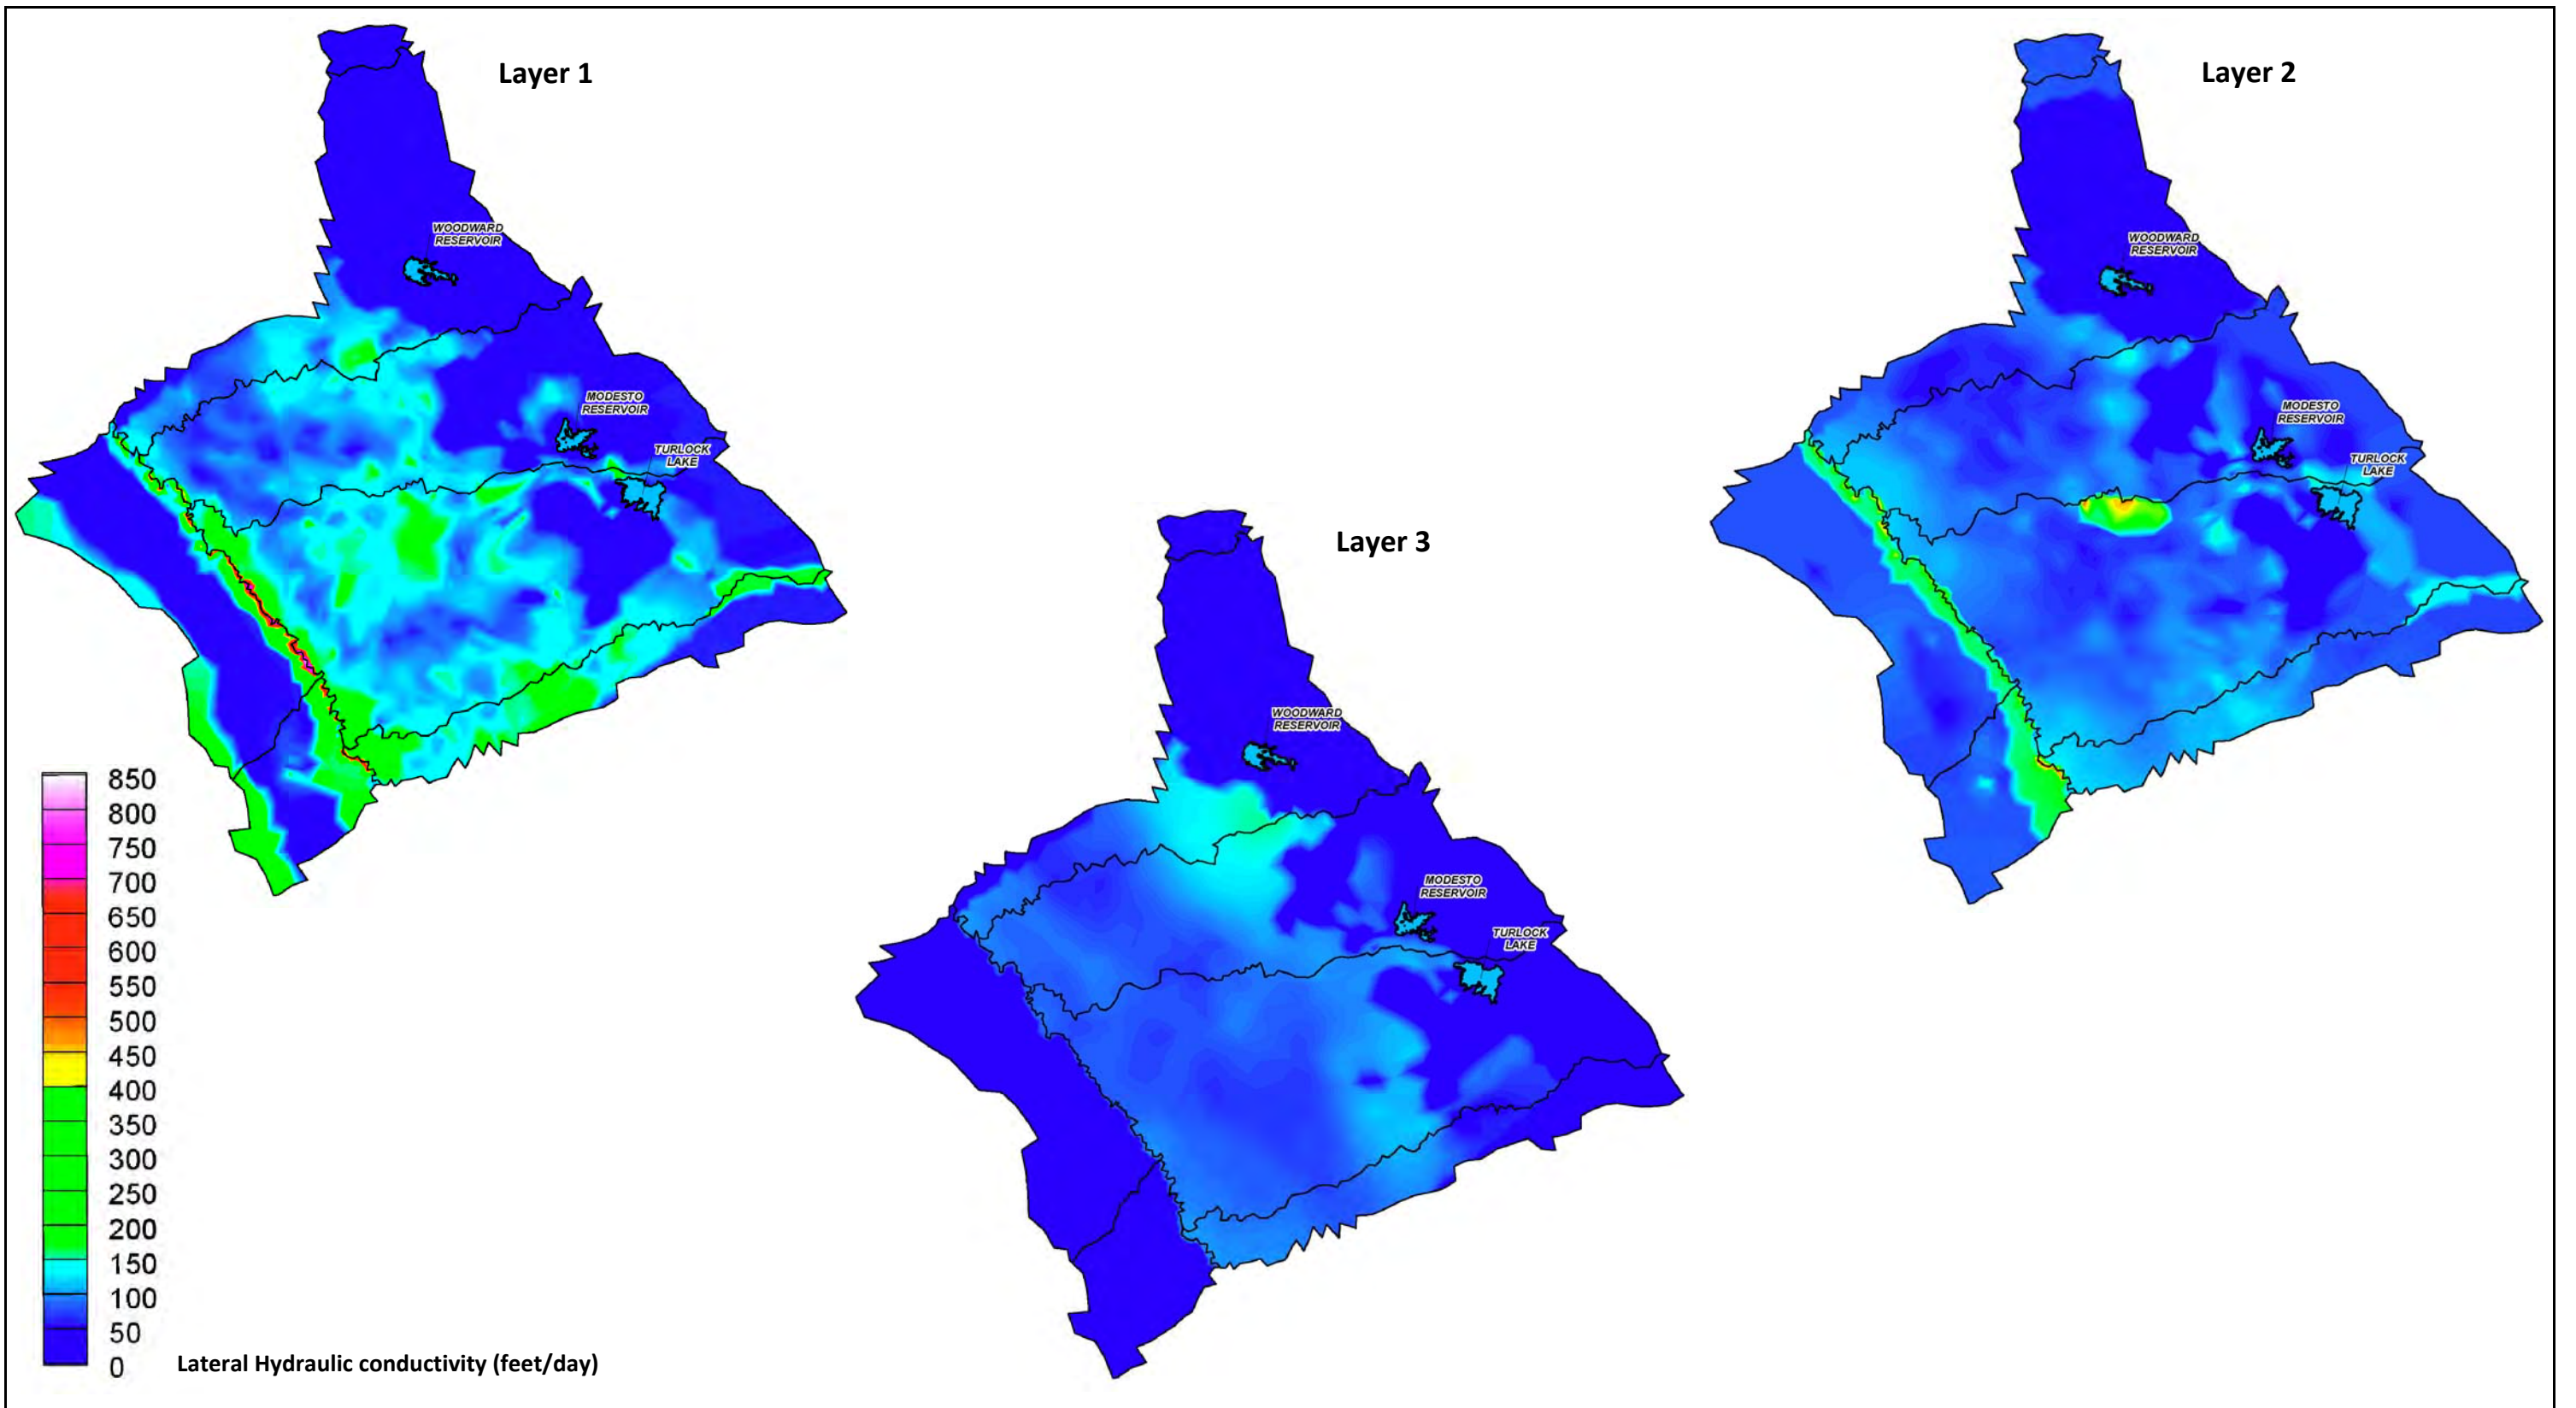 Layer 1
WOODWARD
RESERVOIR
MODESTO
RESERVOIR
TURLOCK
LAKE
Layer 2
WOODWARD
RESERVOIR
MODESTO
RESERVOIR
TURLOCK
LAKE
Layer 3
WOODWARD
RESERVOIR
MODESTO
RESERVOIR
TURLOCK
LAKE
850
800
750
700
650
600
550
500
450
400
350
300
250
200
150
100
50
0
Lateral Hydraulic conductivity (feet/day)